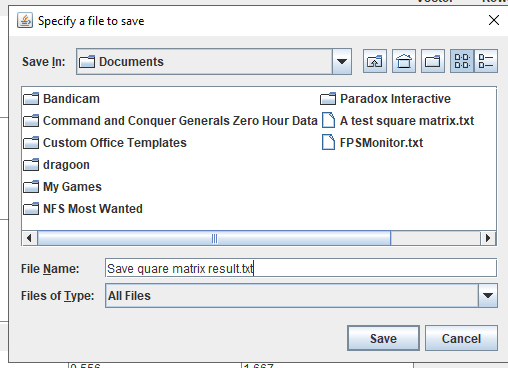 Specify a file to save
Save In: Documents
Bandicam
Command and Conquer Generals Zero Hour Data
Custom Office Templates
dragoon
My Games
NFS Most Wanted
Paradox Interactive
A test square matrix.txt
FPSMonitor.txt
File Name: Save quare matrix result.txt
Files of Type: All Files
Save Cancel
0.556 1.667